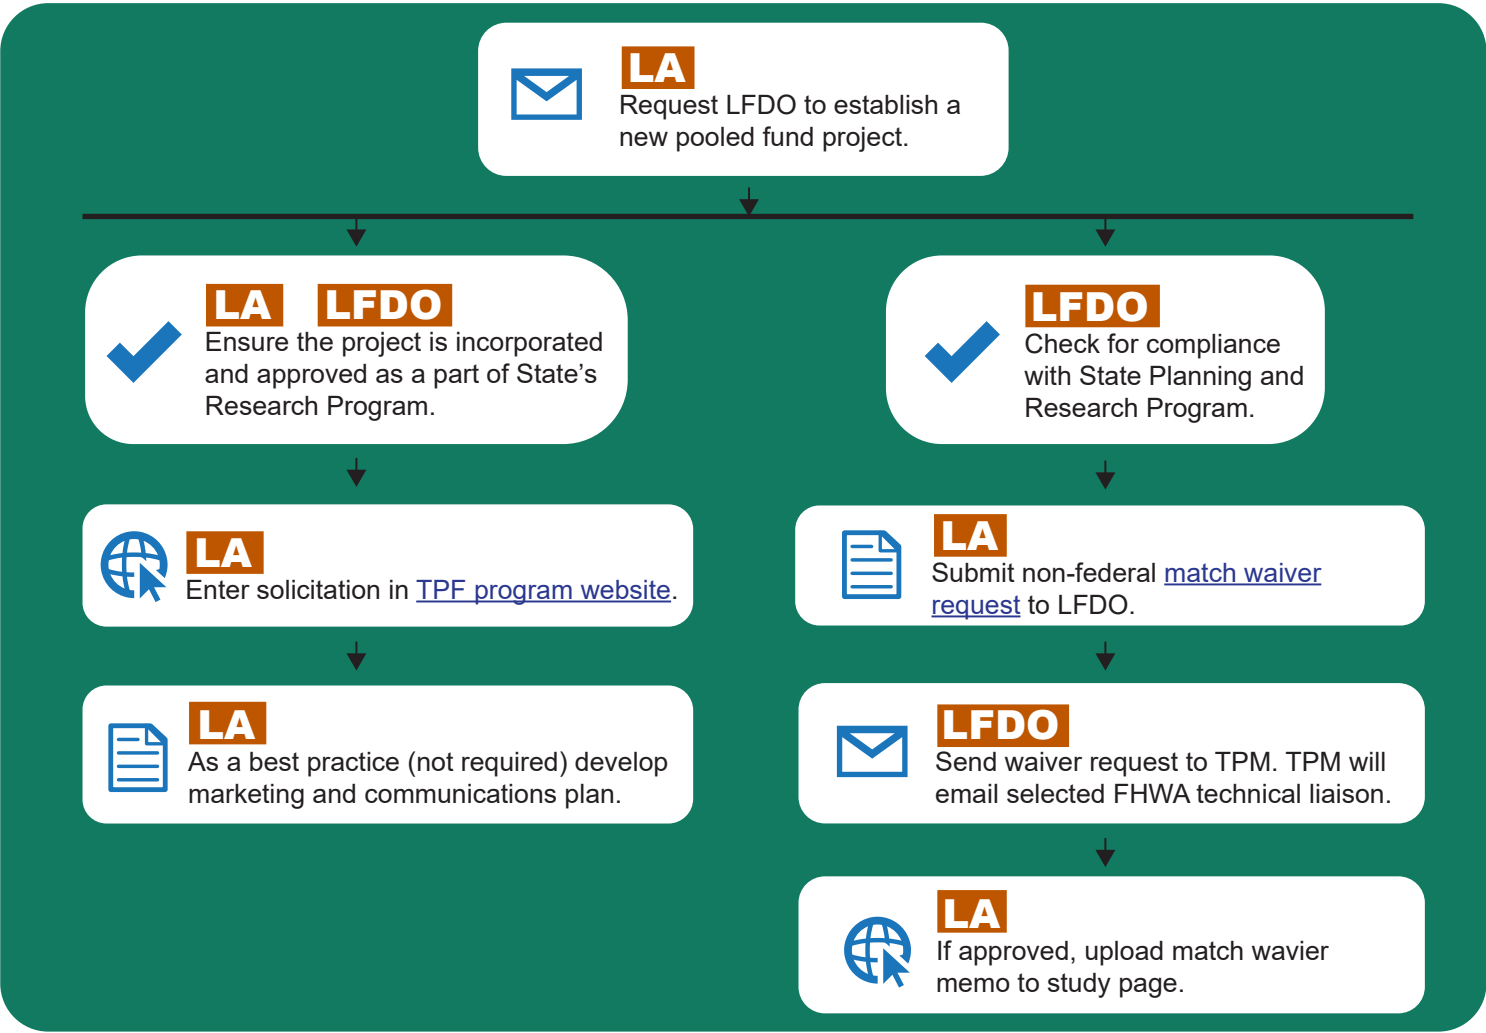 LA
Request LFDO to establish a
new pooled fund project.
LA LFDO
Ensure the project is incorporated
and approved as a part of State’s
Research Program.
LA
Enter solicitation in TPF program website.
LA
As a best practice (not required) develop
marketing and communications plan.
LFDO
Check for compliance
with State Planning and
Research Program.
LA
Submit non-federal match waiver
request to LFDO.
LFDO
Send waiver request to TPM. TPM will
email selected FHWA technical liaison.
LA
If approved, upload match wavier
memo to study page.